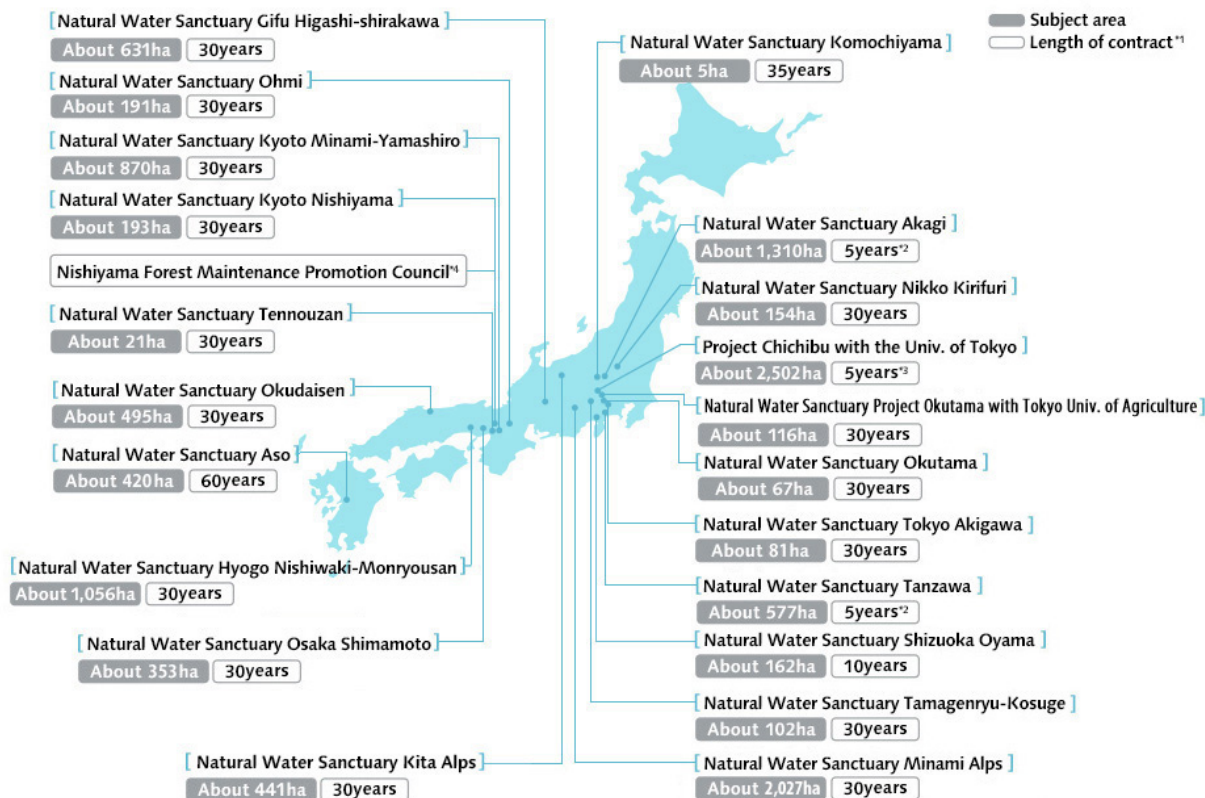 [Natural Water Sanctuary Gifu Higashi-shirakawa]
About 631ha 30years
[Natural Water Sanctuary Ohmi]
About 191ha 30years
[Natural Water Sanctuary Kyoto Minami-Yamashiro]
About 870ha 30years
[Natural Water Sanctuary Kyoto Nishiyama]
About 193ha 30years
Nishiyama Forest Maintenance Promotion Council*4
[Natural Water Sanctuary Tennouzan]
About 21ha 30years
[Natural Water Sanctuary Okudaisen]
About 495ha 30years
[Natural Water Sanctuary Aso]
About 420ha 60years
[Natural Water Sanctuary Hyogo Nishiwaki-Monryousan]
About 1,056ha 30years
[Natural Water Sanctuary Osaka Shimamoto]
About 353ha 30years
[Natural Water Sanctuary Kita Alps]
About 441ha 30years
Subject area
Length of contract*1
[Natural Water Sanctuary Komochiyama]
About 5ha 35years
[Natural Water Sanctuary Akagi]
About 1,310ha 5years*2
[Natural Water Sanctuary Nikko Kirifuri]
About 154ha 30years
[Project Chichibu with the Univ. of Tokyo]
About 2,502ha 5years*3
[Natural Water Sanctuary Project Okutama with Tokyo Univ. of Agriculture]
About 116ha 30years
[Natural Water Sanctuary Okutama]
About 67ha 30years
[Natural Water Sanctuary Tokyo Akigawa]
About 81ha 30years
[Natural Water Sanctuary Tanzawa]
About 577ha 5years*2
[Natural Water Sanctuary Shizuoka Oyama]
About 162ha 10years
[Natural Water Sanctuary Tamagenryu-Kosuge]
About 102ha 30years
[Natural Water Sanctuary Minami Alps]
About 2,027ha 30years